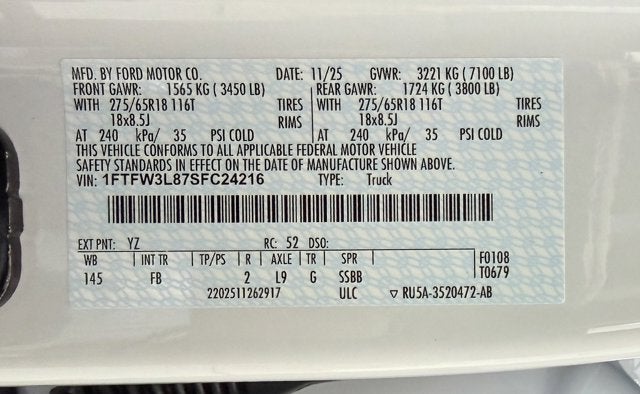 MFD. BY FORD MOTOR CO. DATE: 11/25 GVWR: 3221 KG ( 7100 LB)
FRONT GAWR: 1565 KG ( 3450 LB) REAR GAWR: 1724 KG ( 3800 LB)
WITH 275/65R18 116T TIRES WITH 275/65R18 116T TIRES
18x8.5J RIMS 18x8.5J RIMS
AT 240 kPa/ 35 PSI COLD AT 240 kPa/ 35 PSI COLD
THIS VEHICLE CONFORMS TO ALL APPLICABLE FEDERAL MOTOR VEHICLE
SAFETY STANDARDS IN EFFECT ON THE DATE OF MANUFACTURE SHOWN ABOVE.
VIN: 1FTFW3L87SFC24216 TYPE: Truck
EXT PNT: YZ RC: 52 DSO:
WB INT TR TP/PS R AXLE TR SPR F0108
145 FB 2 L9 G SSBB T0679
2202511262917 ULC ▽ RU5A-3520472-AB